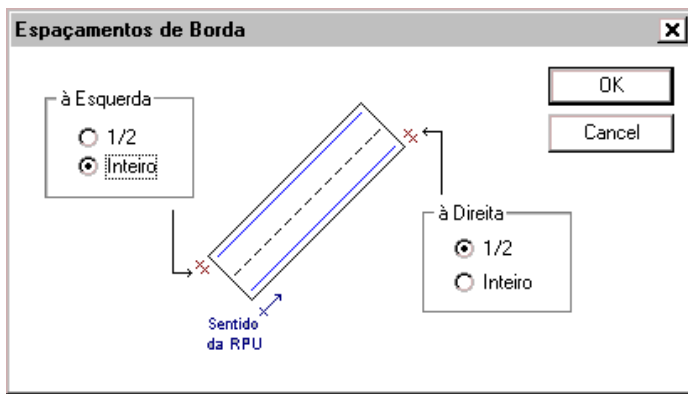 Espaçamentos de Borda
à Esquerda
1/2
Inteiro
OK
Cancel
à Direita
1/2
Inteiro
Sentido
da RPU